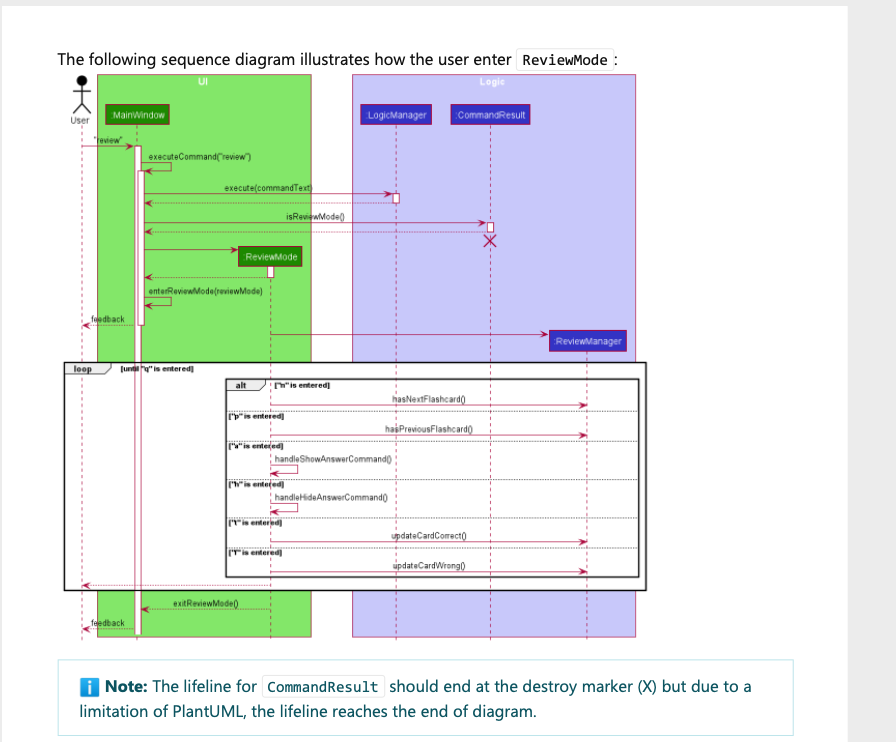 The following sequence diagram illustrates how the user enter ReviewMode :
UI
Logic
User
:MainWindow
:LogicManager
:CommandResult
"review"
executeCommand("review")
execute(commandText)
isReviewMode()
:ReviewMode
enterReviewMode(reviewMode)
feedback
:ReviewManager
loop
[until "q" is entered]
alt
["n" is entered]
hasNextFlashcard()
["p" is entered]
hasPreviousFlashcard()
["a" is entered]
handleShowAnswerCommand()
["h" is entered]
handleHideAnswerCommand()
["t" is entered]
updateCardCorrect()
["f" is entered]
updateCardWrong()
exitReviewMode()
feedback
Note: The lifeline for CommandResult should end at the destroy marker (X) but due to a
limitation of PlantUML, the lifeline reaches the end of diagram.